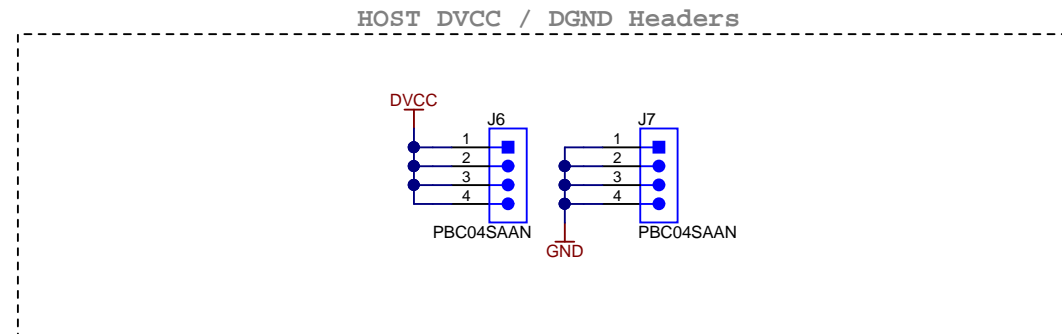 HOST DVCC / DGND Headers
DVCC
J6
J7
1
2
3
4
1
2
3
4
PBC04SAAN
PBC04SAAN
GND